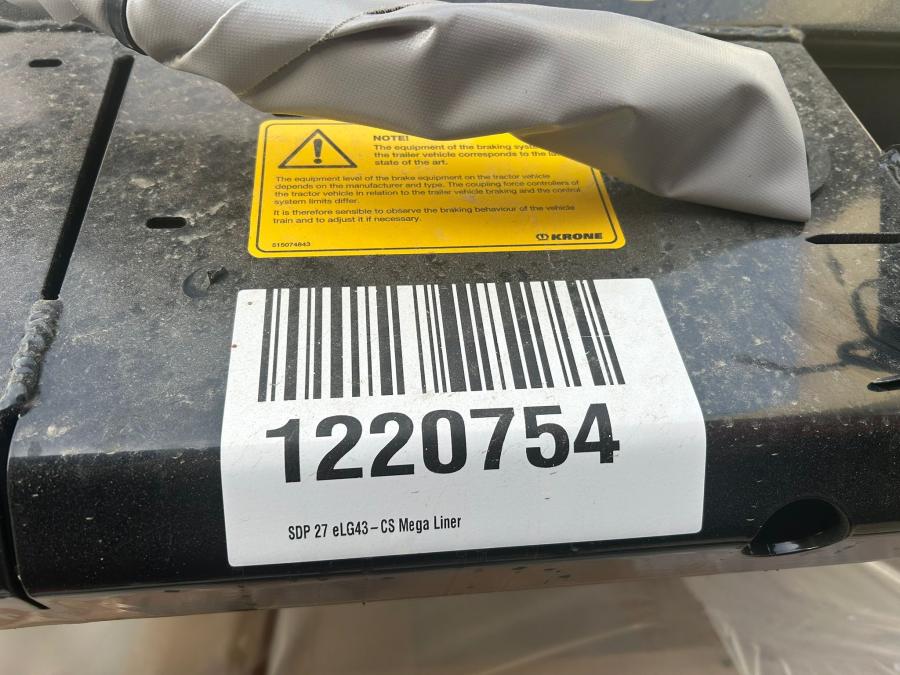 NOTE!
The equipment of the braking
the trailer vehicle corresponds to the
state of the art.
The equipment level of the brake equipment on the tractor vehicle
depends on the manufacturer and type. The coupling force controllers of
the tractor vehicle in relation to the trailer vehicle braking and the control
system limits differ.
It is therefore sensible to observe the braking behaviour of the vehicle
train and to adjust it if necessary.
515074843
KRONE
1220754
SDP 27 eLG43–CS Mega Liner